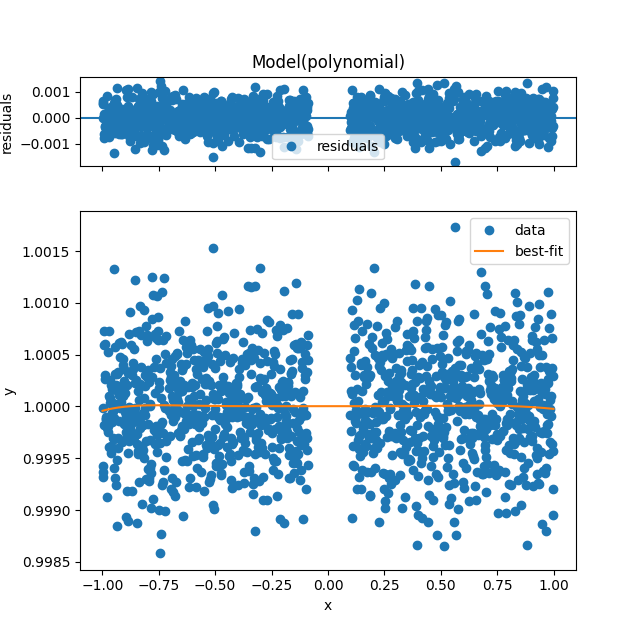 Model(polynomial)
0.001
0.000
−0.001
residuals
residuals
1.0015
1.0010
1.0005
1.0000
0.9995
0.9990
0.9985
y
data
best-fit
−1.00 −0.75 −0.50 −0.25 0.00 0.25 0.50 0.75 1.00
x